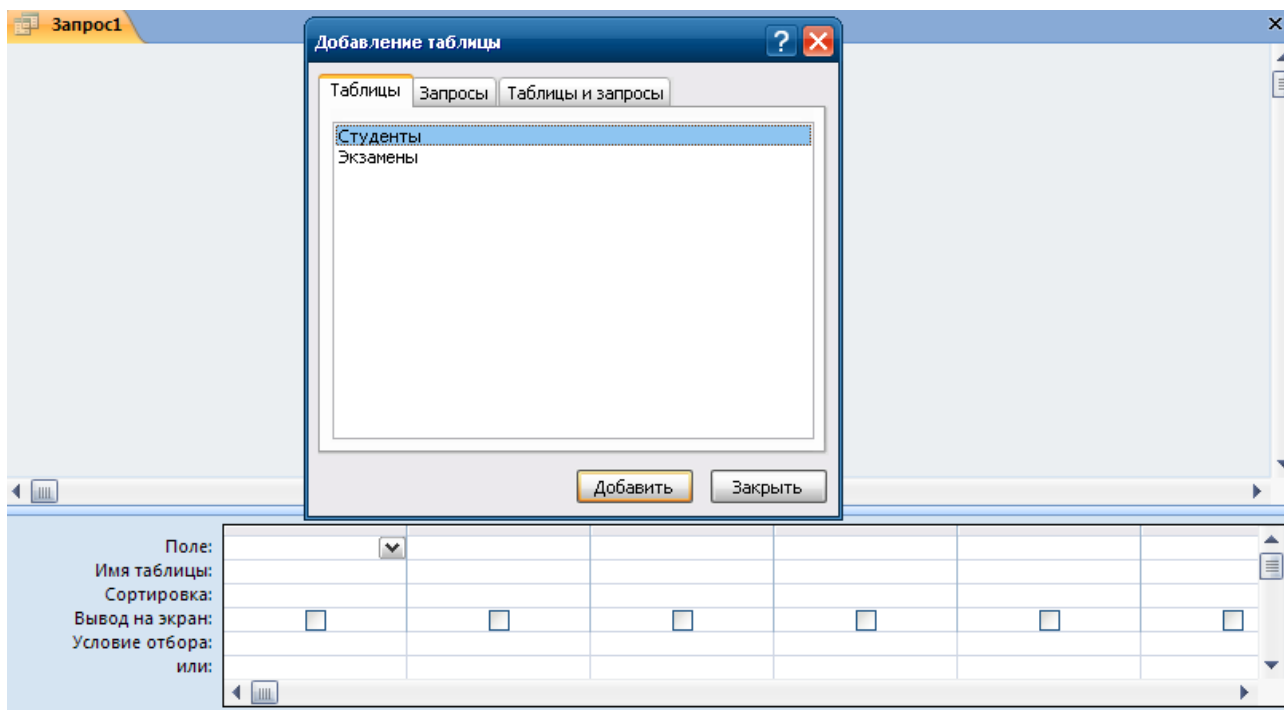 Запрос1
Добавление таблицы
Таблицы Запросы Таблицы и запросы
Студенты
Экзамены
Добавить Закрыть
Поле:
Имя таблицы:
Сортировка:
Вывод на экран:
Условие отбора:
или: